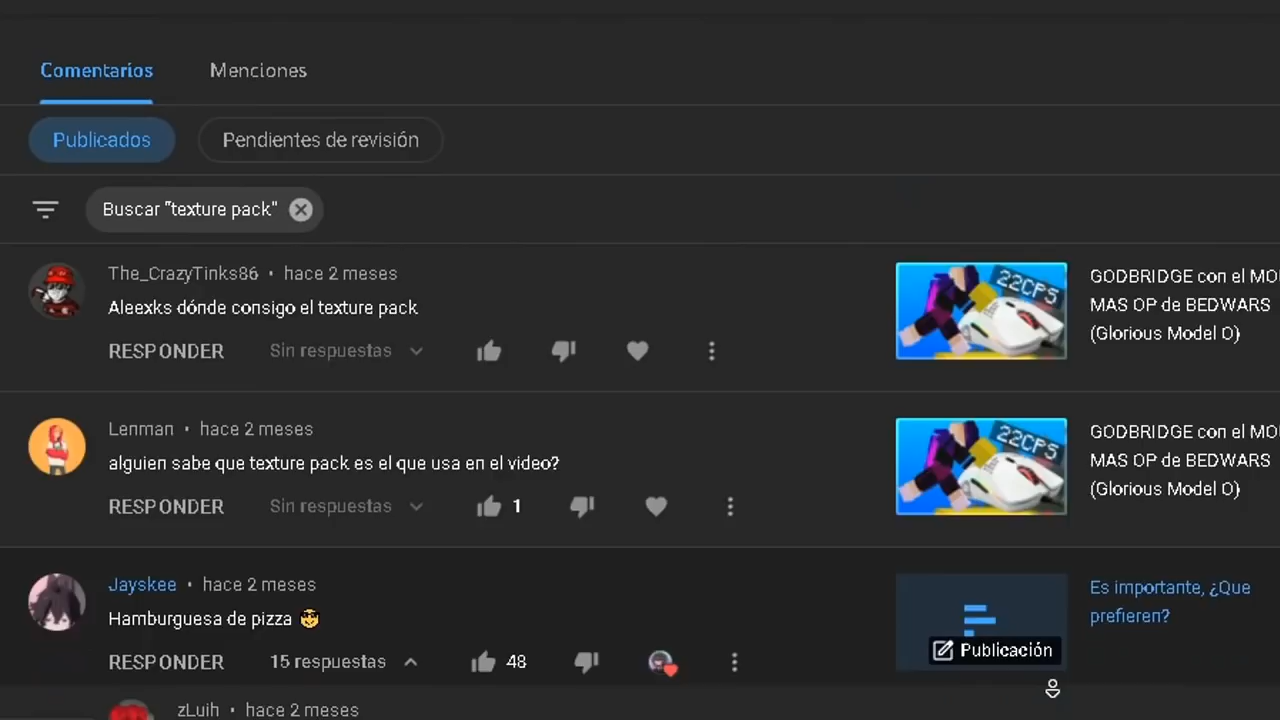 Comentarios
Menciones
Publicados
Pendientes de revisión
Buscar "texture pack"
The_CrazyTinks86 • hace 2 meses
Aleexks dónde consigo el texture pack
RESPONDER
Sin respuestas
22CPS
GODBRIDGE con el MO
MAS OP de BEDWARS
(Glorious Model O)
Lenman • hace 2 meses
alguien sabe que texture pack es el que usa en el video?
RESPONDER
Sin respuestas
1
22CPS
GODBRIDGE con el MO
MAS OP de BEDWARS
(Glorious Model O)
Jayskee • hace 2 meses
Hamburguesa de pizza 😎
RESPONDER
15 respuestas
48
Publicación
Es importante, ¿Que
prefieren?
zLuih • hace 2 meses